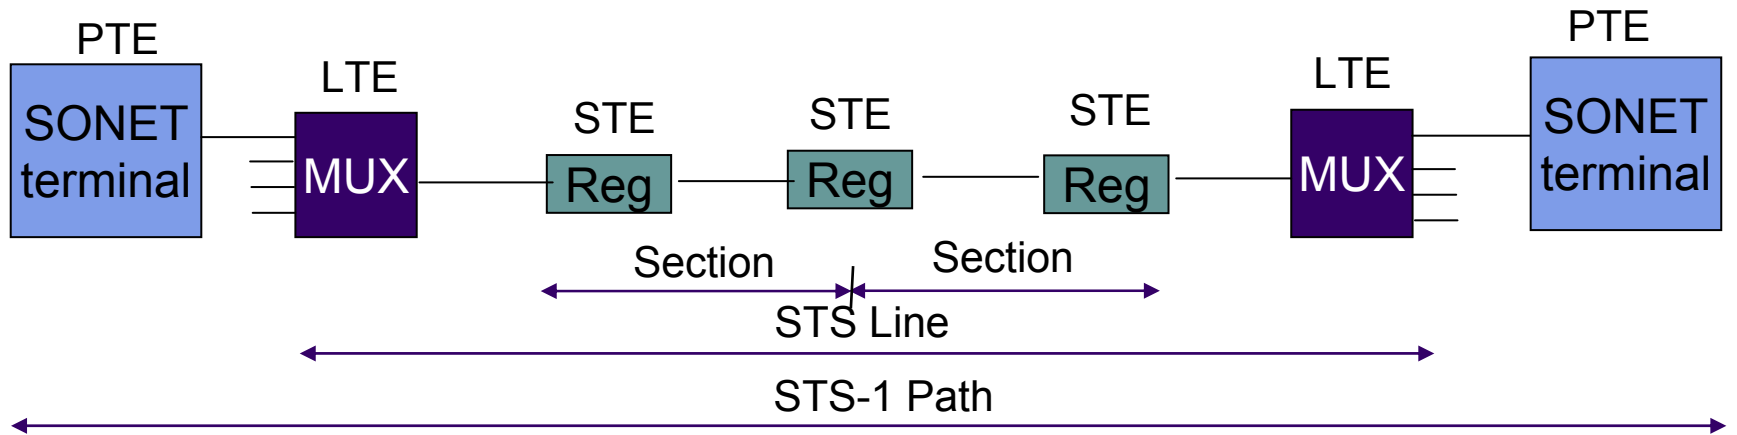 PTE
SONET
terminal
LTE
MUX
STE
Reg
STE
Reg
STE
Reg
LTE
MUX
PTE
SONET
terminal
Section
Section
STS Line
STS-1 Path